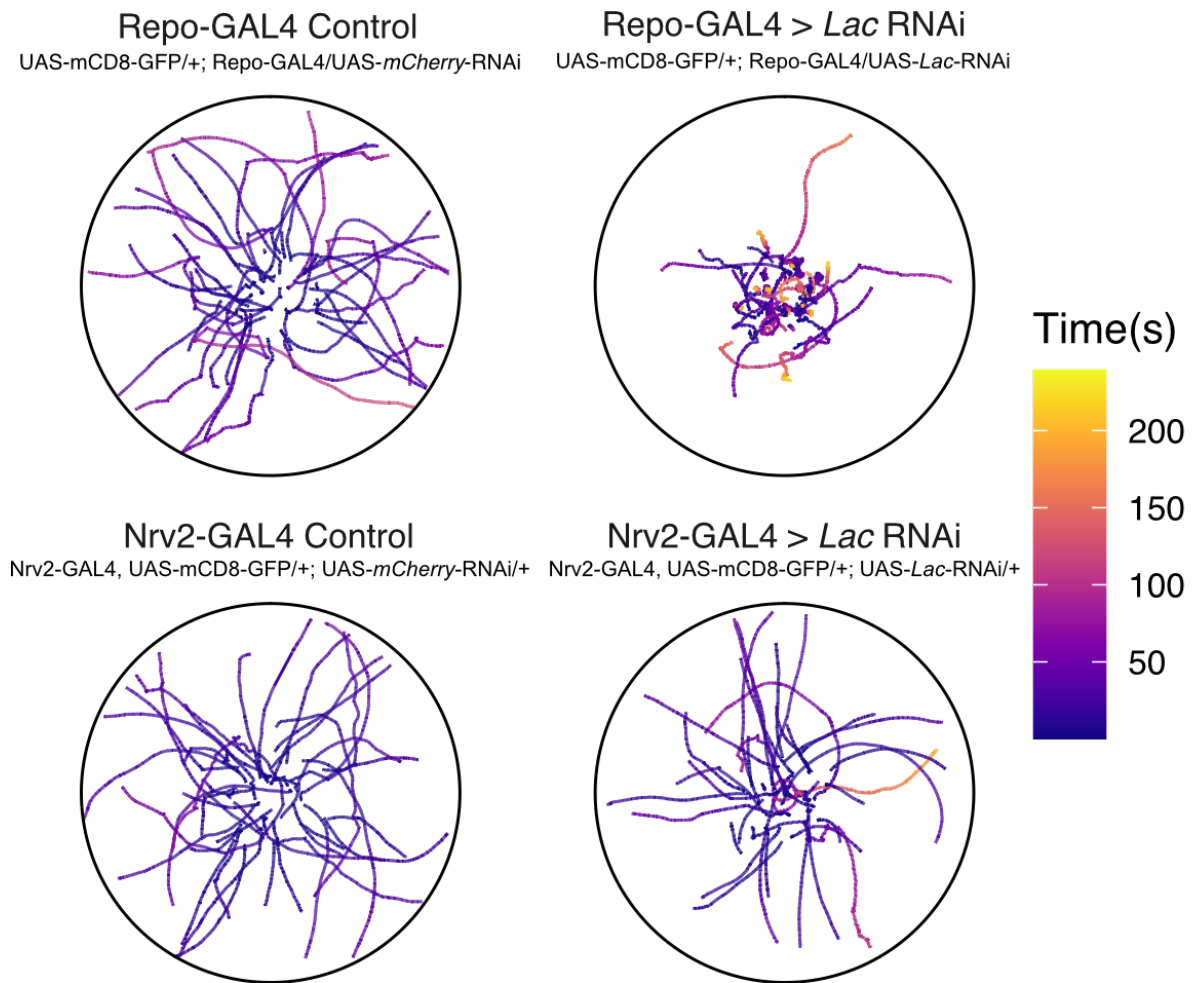 Repo-GAL4 Control
UAS-mCD8-GFP/+; Repo-GAL4/UAS-mCherry-RNAi
Repo-GAL4 > Lac RNAi
UAS-mCD8-GFP/+; Repo-GAL4/UAS-Lac-RNAi
Time(s)
200
150
100
50
Nrv2-GAL4 Control
Nrv2-GAL4, UAS-mCD8-GFP/+; UAS-mCherry-RNAi/+
Nrv2-GAL4 > Lac RNAi
Nrv2-GAL4, UAS-mCD8-GFP/+; UAS-Lac-RNAi/+